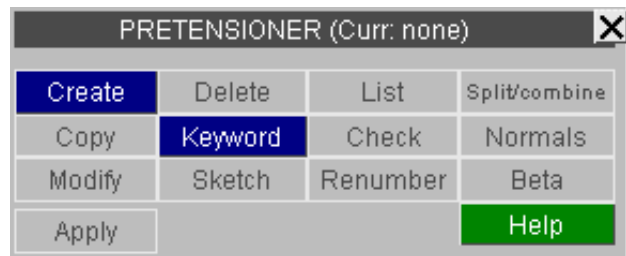 PRETENSIONER (Curr: none) X
Create Delete List Split/combine
Copy Keyword Check Normals
Modify Sketch Renumber Beta
Apply Help